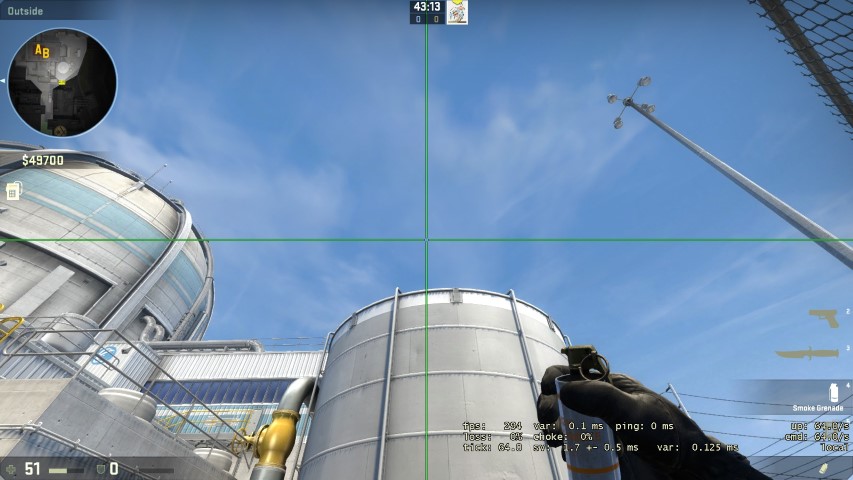 Outside
43:13
0 0
A
B
$49700
2
3
4
Smoke Grenade
fps: 294 var: 0.1 ms ping: 0 ms
loss: 0% choke: 0%
tick: 64.0 sv: 1.7 +- 0.5 ms var: 0.125 ms
up: 64.0/s
cmd: 64.0/s
local
51
0